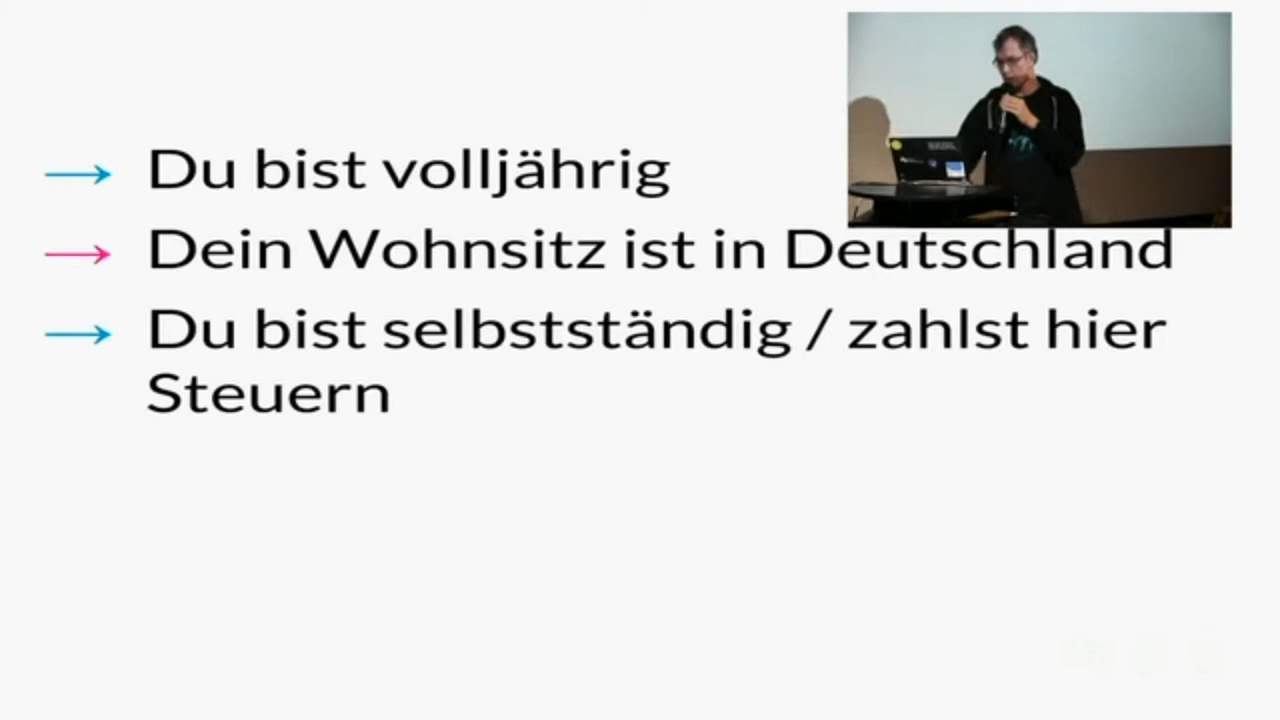 Du bist volljährig
Dein Wohnsitz ist in Deutschland
Du bist selbstständig / zahlst hier
Steuern